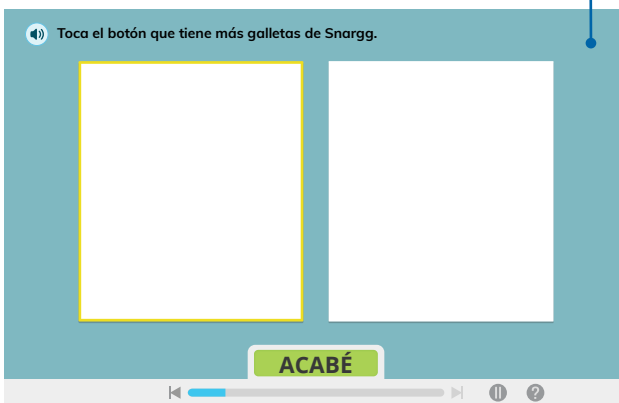 Toca el botón que tiene más galletas de Snargg.
ACABÉ
?